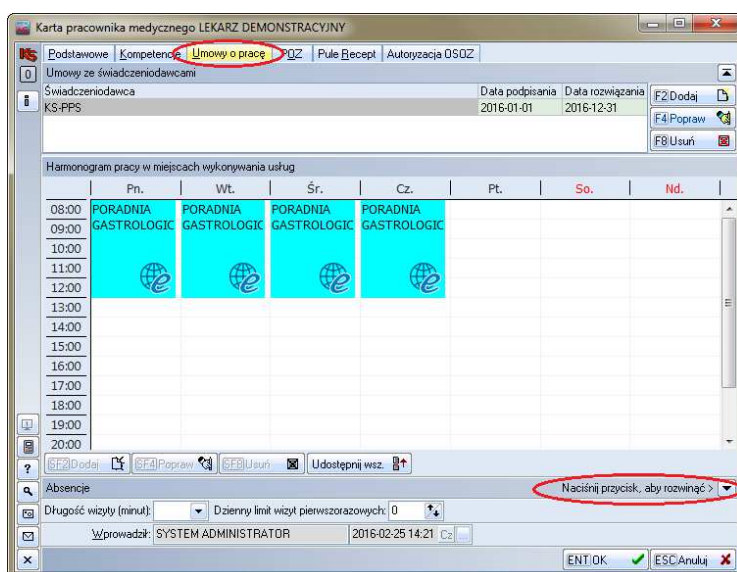 Karta pracownika medycznego LEKARZ DEMONSTRACYJNY
KS Podstawowe Kompetencje Umowy o pracę POZ Pule Recept Autoryzacja OSOZ
0 Umowy ze świadczeniodawcami
Świadczeniodawca Data podpisania Data rozwiązania F2 Dodaj
KS-PPS 2016-01-01 2016-12-31
F4 Popraw
F8 Usuń
Harmonogram pracy w miejscach wykonywania usług
Pn. Wt. Śr. Cz. Pt. So. Nd.
08:00 PORADNIA PORADNIA PORADNIA PORADNIA
09:00 GASTROLOGIC GASTROLOGIC GASTROLOGIC GASTROLOGIC
10:00
11:00
12:00
13:00
14:00
15:00
16:00
17:00
18:00
19:00
20:00
SF2 Dodaj SF4 Popraw SF8 Usuń Udostępnij wsz.
Absencje Naciśnij przycisk, aby rozwinąć >
Długość wizyty (minut): Dzienny limit wizyt pierwszorazowych: 0
Wprowadził: SYSTEM ADMINISTRATOR 2016-02-25 14:21 Cz ...
ENT OK ESC Anuluj